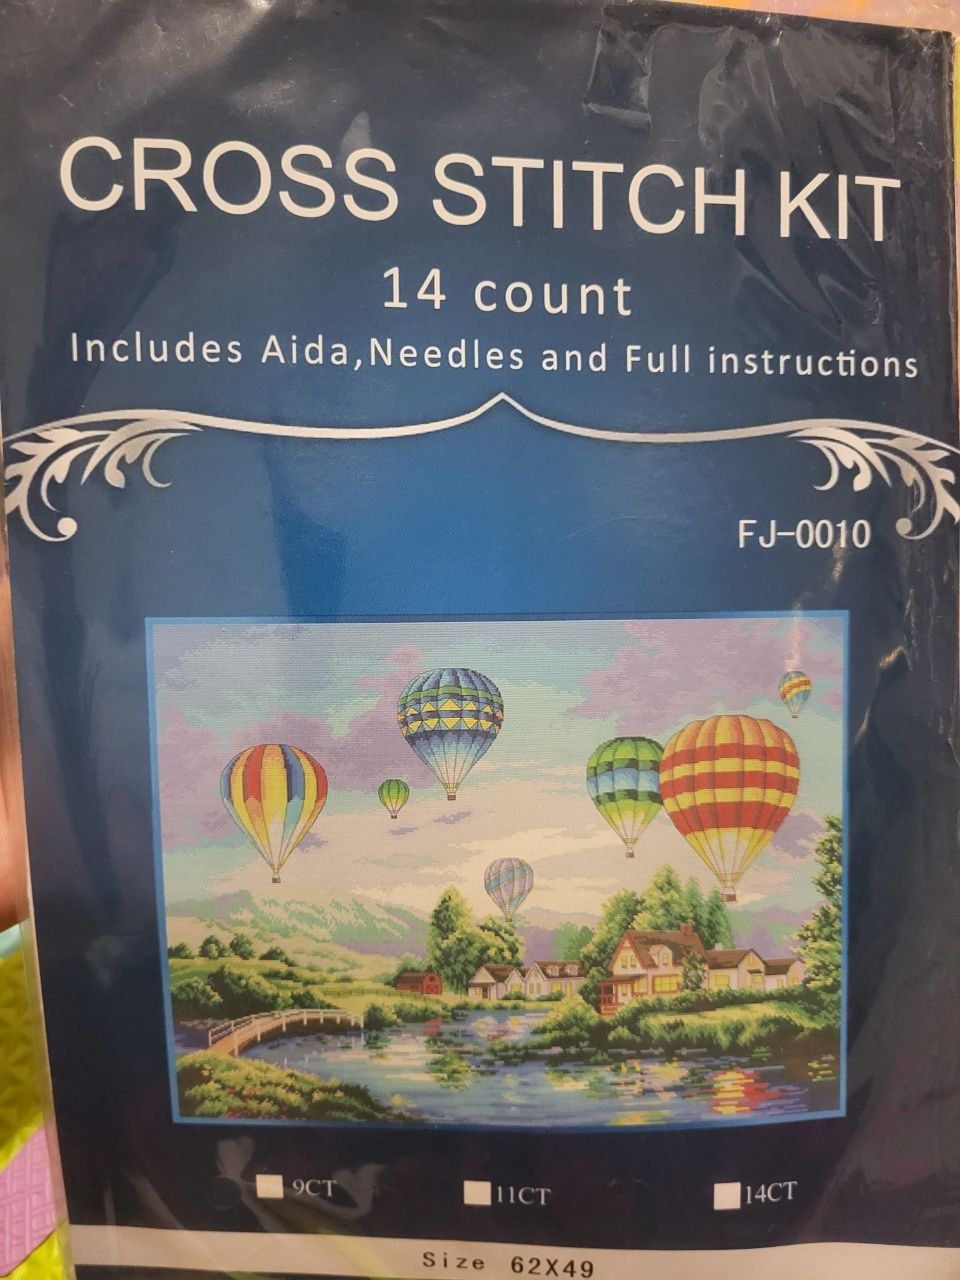 CROSS STITCH KIT
14 count
Includes Aida,Needles and Full instructions
FJ-0010
9CT 11CT 14CT
Size 62X49